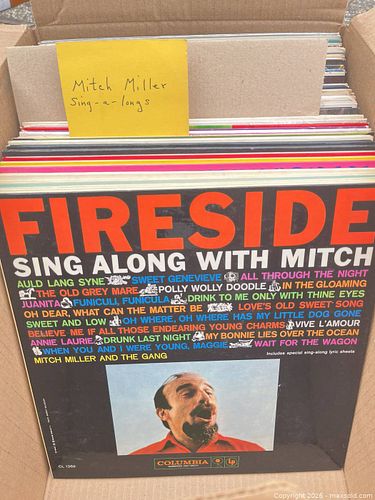 Mitch Miller
Sing-a-longs
FIRESIDE
SING ALONG WITH MITCH
AULD LANG SYNE SWEET GENEVIEVE ALL THROUGH THE NIGHT
THE OLD GREY MARE POLLY WOLLY DOODLE IN THE GLOAMING
JUANITA FUNICULI, FUNICULA DRINK TO ME ONLY WITH THINE EYES
OH DEAR, WHAT CAN THE MATTER BE LOVE'S OLD SWEET SONG
SWEET AND LOW OH WHERE, OH WHERE HAS MY LITTLE DOG GONE
BELIEVE ME IF ALL THOSE ENDEARING YOUNG CHARMS VIVE L'AMOUR
ANNIE LAURIE DRUNK LAST NIGHT MY BONNIE LIES OVER THE OCEAN
WHEN YOU AND I WERE YOUNG, MAGGIE WAIT FOR THE WAGON
MITCH MILLER AND THE GANG
Includes special sing-along lyric sheets
COLUMBIA LP
CL 1389
Copyright 2025 - maxsold.com